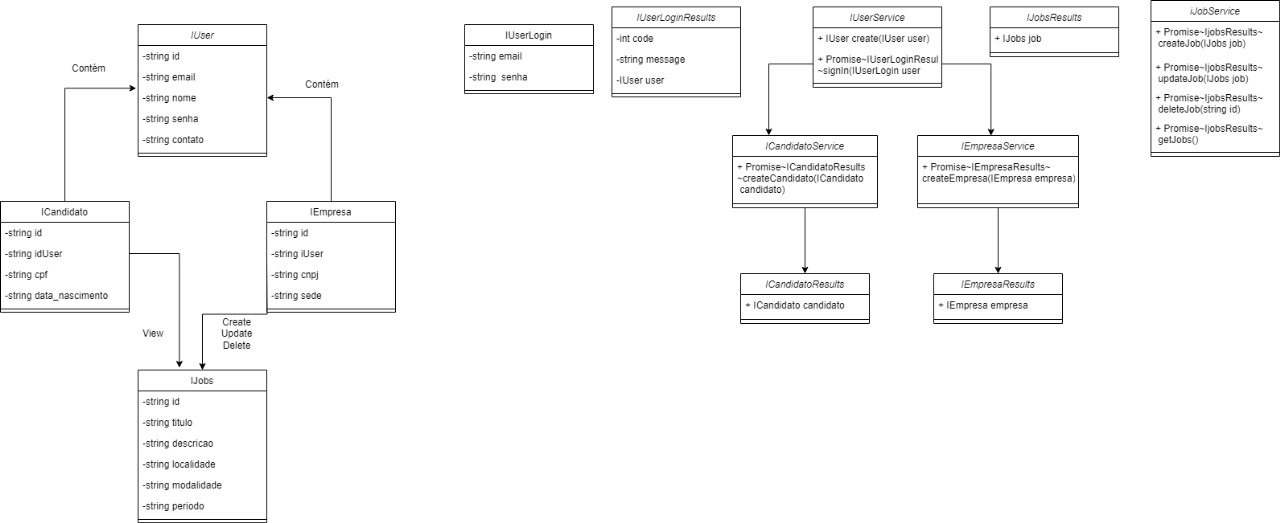 IUser
-string id
-string email
-string nome
-string senha
-string contato
Contém
Contém
ICandidato
-string id
-string idUser
-string cpf
-string data_nascimento
IEmpresa
-string id
-string iUser
-string cnpj
-string sede
View
Create
Update
Delete
IJobs
-string id
-string titulo
-string descricao
-string localidade
-string modalidade
-string periodo
IUserLogin
-string email
-string senha
IUserLoginResults
-int code
-string message
-IUser user
IUserService
+ IUser create(IUser user)
+ Promise~IUserLoginResul
~signIn(IUserLogin user
IJobsResults
+ IJobs job
iJobService
+ Promise~IjobsResults~
createJob(IJobs job)
+ Promise~IjobsResults~
updateJob(IJobs job)
+ Promise~IjobsResults~
deleteJob(string id)
+ Promise~IjobsResults~
getJobs()
ICandidatoService
+ Promise~ICandidatoResults
~createCandidato(ICandidato
candidato)
IEmpresaService
+ Promise~IEmpresaResults~
createEmpresa(IEmpresa empresa)
ICandidatoResults
+ ICandidato candidato
IEmpresaResults
+ IEmpresa empresa